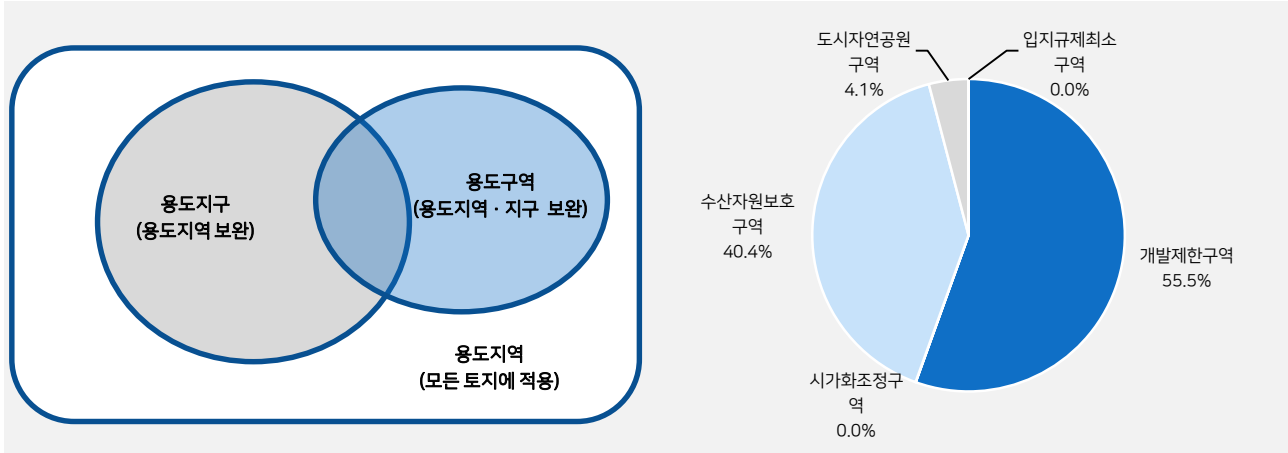 용도지구
(용도지역 보완)
용도구역
(용도지역 · 지구 보완)
용도지역
(모든 토지에 적용)
도시자연공원
구역
4.1%
입지규제최소
구역
0.0%
수산자원보호
구역
40.4%
개발제한구역
55.5%
시가화조정구
역
0.0%